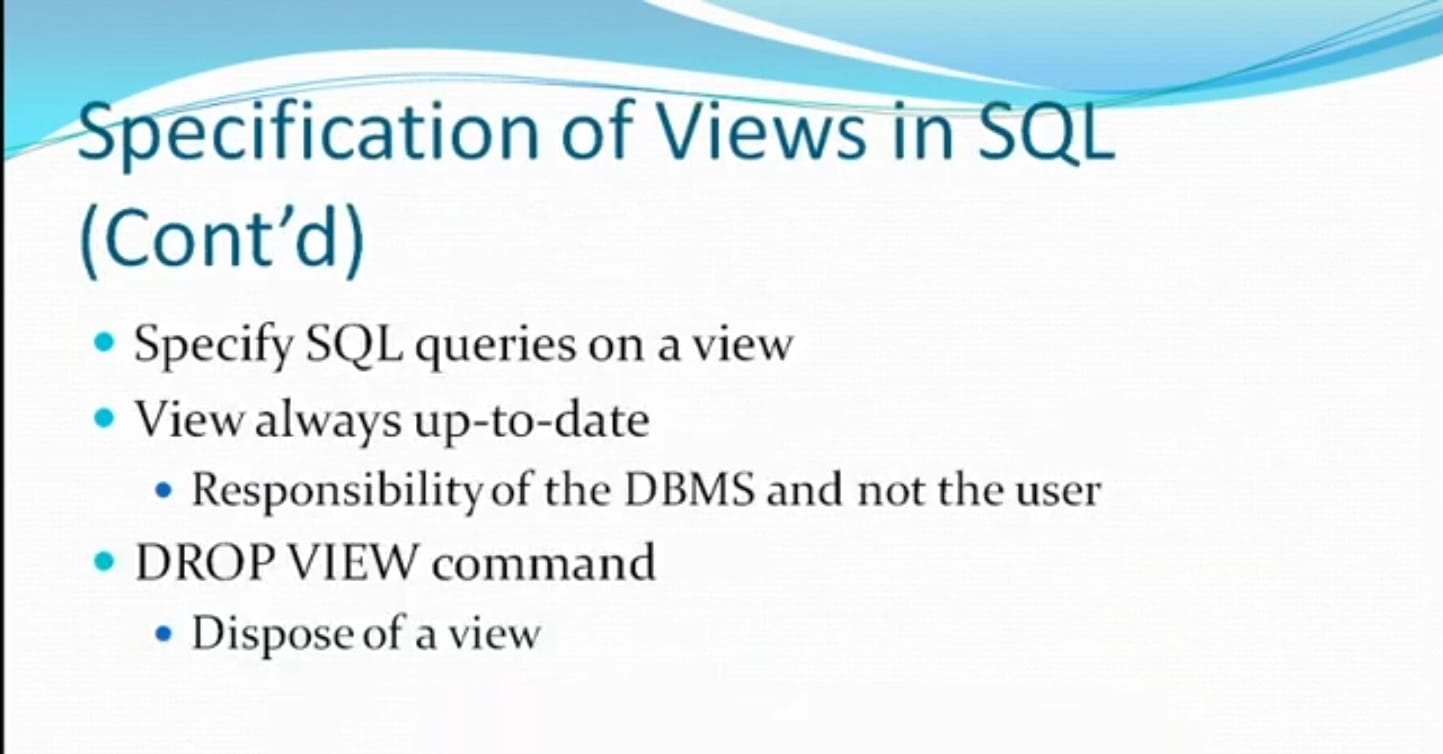 Specification of Views in SQL
(Cont’d)
Specify SQL queries on a view
View always up-to-date
Responsibility of the DBMS and not the user
DROP VIEW command
Dispose of a view